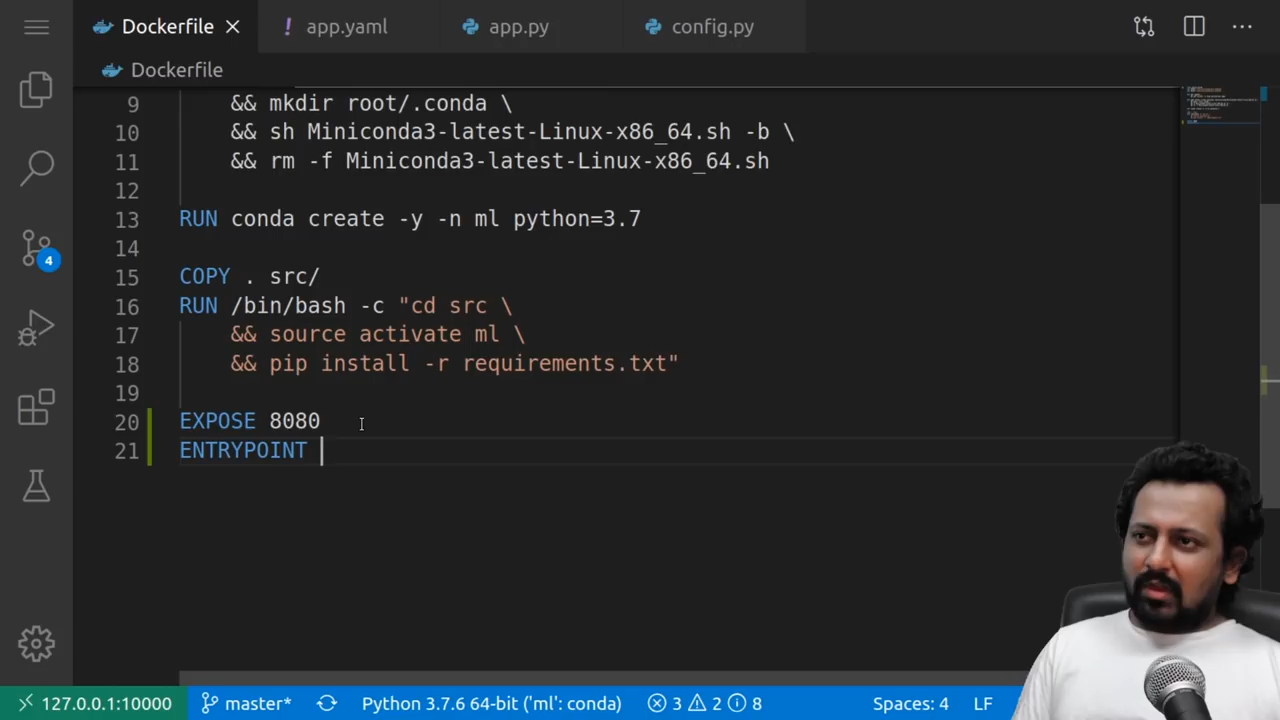 Dockerfile
app.yaml
app.py
config.py
Dockerfile
9 && mkdir root/.conda \
10 && sh Miniconda3-latest-Linux-x86_64.sh -b \
11 && rm -f Miniconda3-latest-Linux-x86_64.sh
12
13 RUN conda create -y -n ml python=3.7
14
15 COPY . src/
16 RUN /bin/bash -c "cd src \
17 && source activate ml \
18 && pip install -r requirements.txt"
19
20 EXPOSE 8080
21 ENTRYPOINT
4
127.0.0.1:10000 master* Python 3.7.6 64-bit ('ml': conda) 3 2 8 Spaces: 4 LF